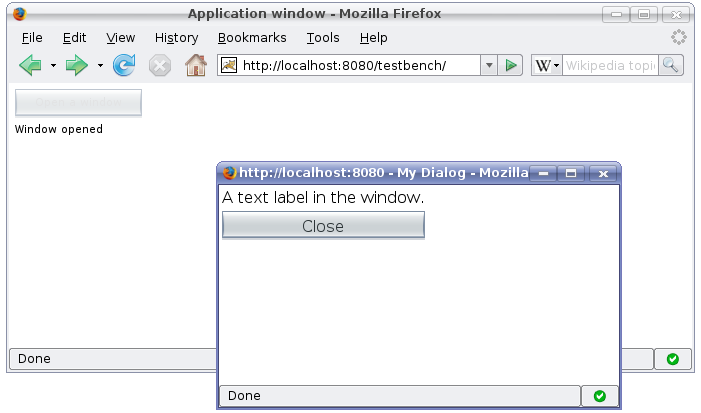 Application window - Mozilla Firefox
File Edit View History Bookmarks Tools Help
http://localhost:8080/testbench/ W Wikipedia topi
Window opened
http://localhost:8080 - My Dialog - Mozilla
A text label in the window.
Close
Done
Done